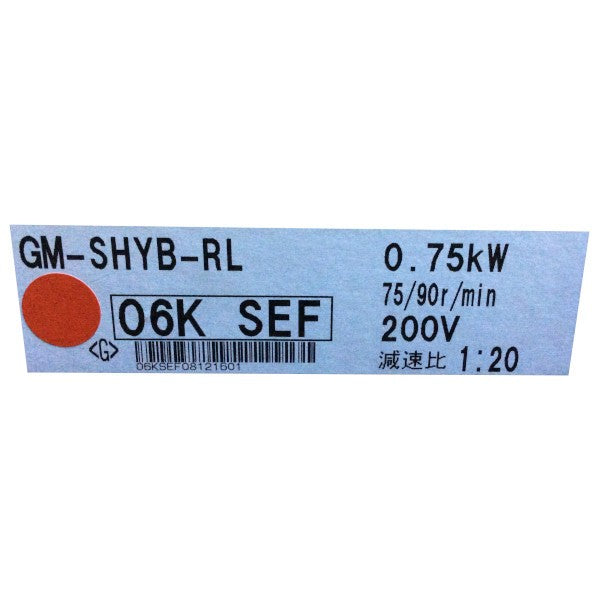 GM-SHYB-RL
0.75kW
75/90r/min
06K SEF
200V
<G>
06KSEF08121601
減速比 1:20